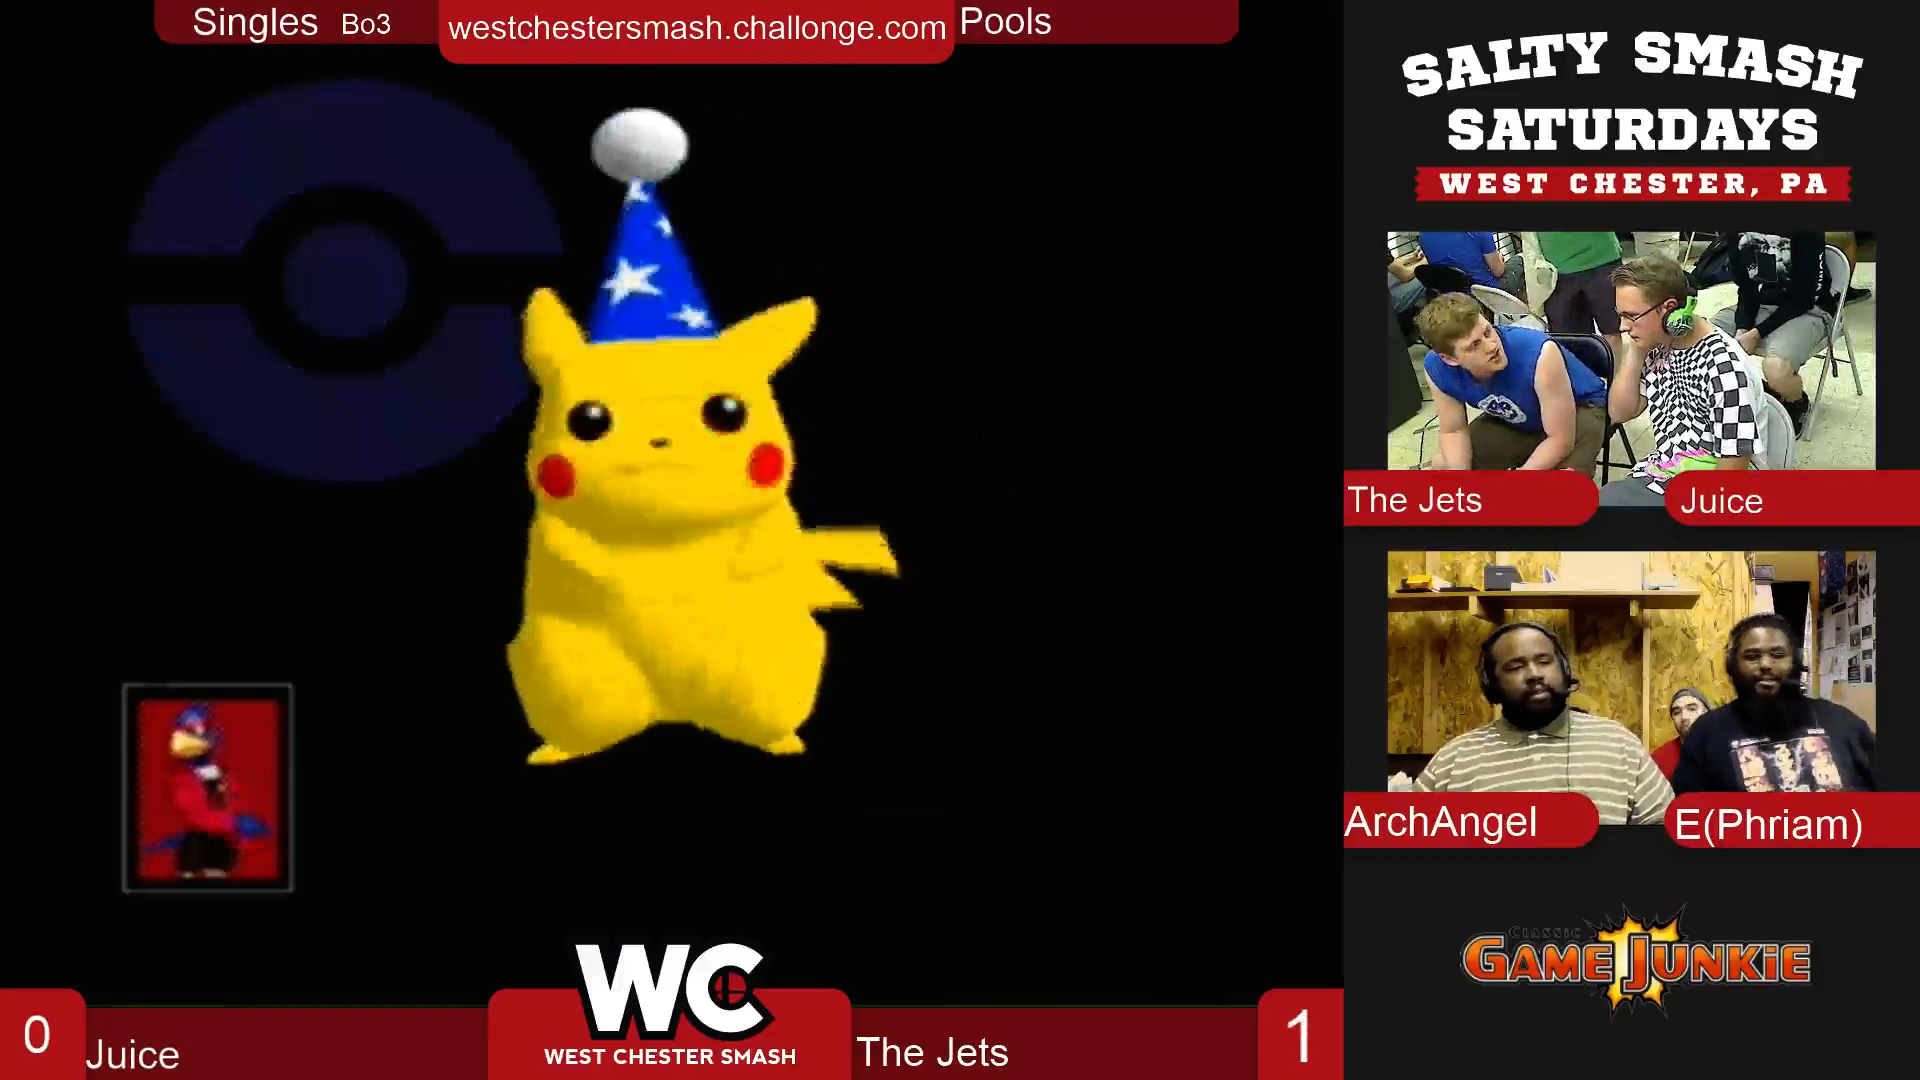 Singles Bo3
westchestersmash.challonge.com
Pools
SALTY SMASH
SATURDAYS
WEST CHESTER, PA
The Jets
Juice
ArchAngel
E(Phriam)
CLASSIC
GAME JUNKIE
0
Juice
WC
WEST CHESTER SMASH
The Jets
1